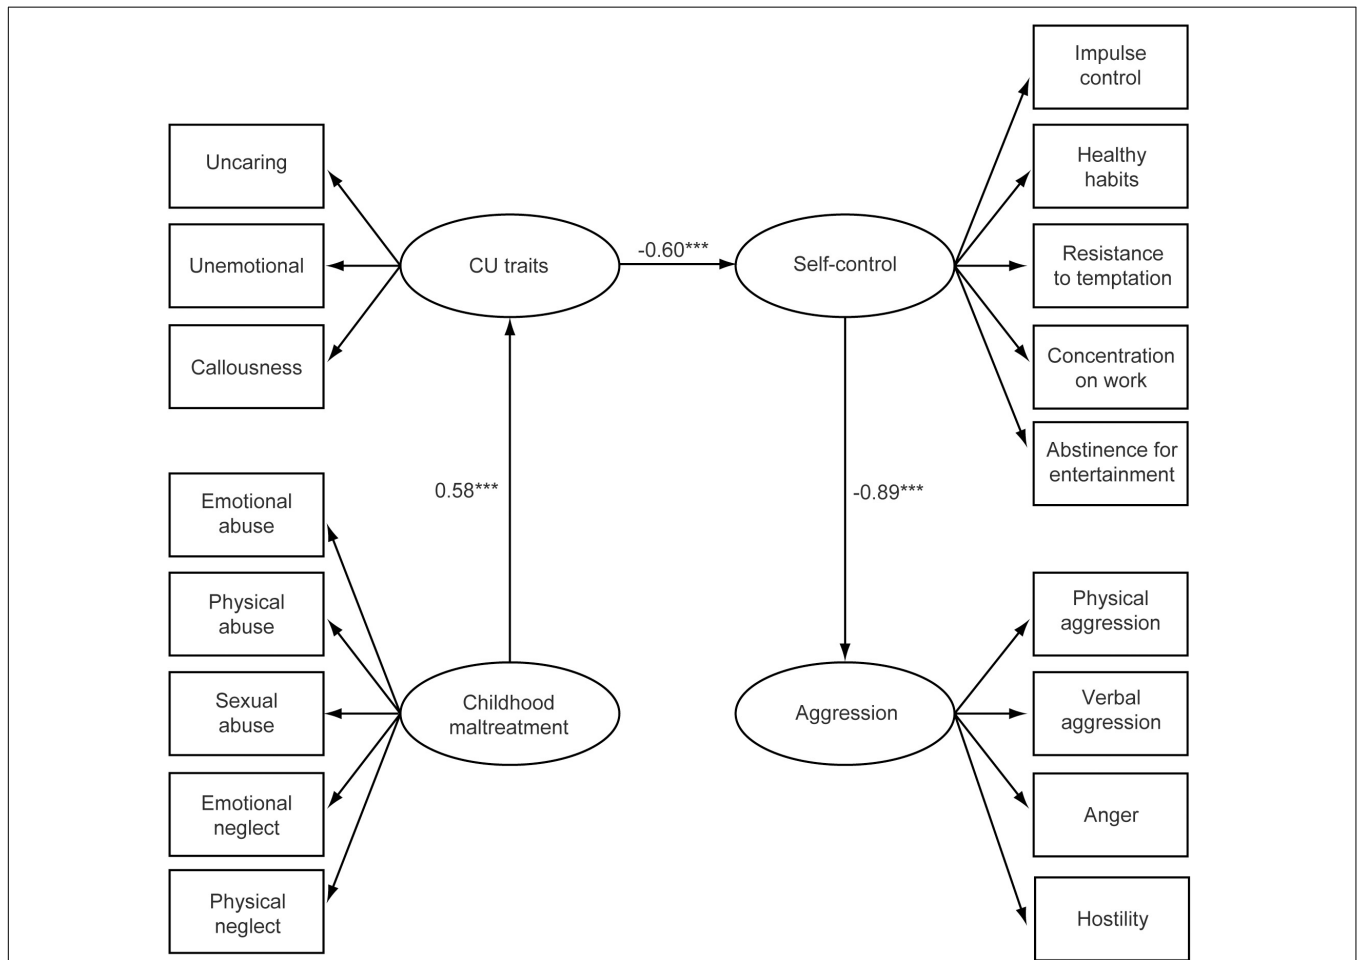 Impulse
control
Healthy
habits
Resistance
to temptation
Concentration
on work
Abstinence for
entertainment
Uncaring
Unemotional
Callousness
CU traits
-0.60***
Self-control
0.58***
-0.89***
Emotional
abuse
Physical
abuse
Sexual
abuse
Emotional
neglect
Physical
neglect
Childhood
maltreatment
Aggression
Physical
aggression
Verbal
aggression
Anger
Hostility